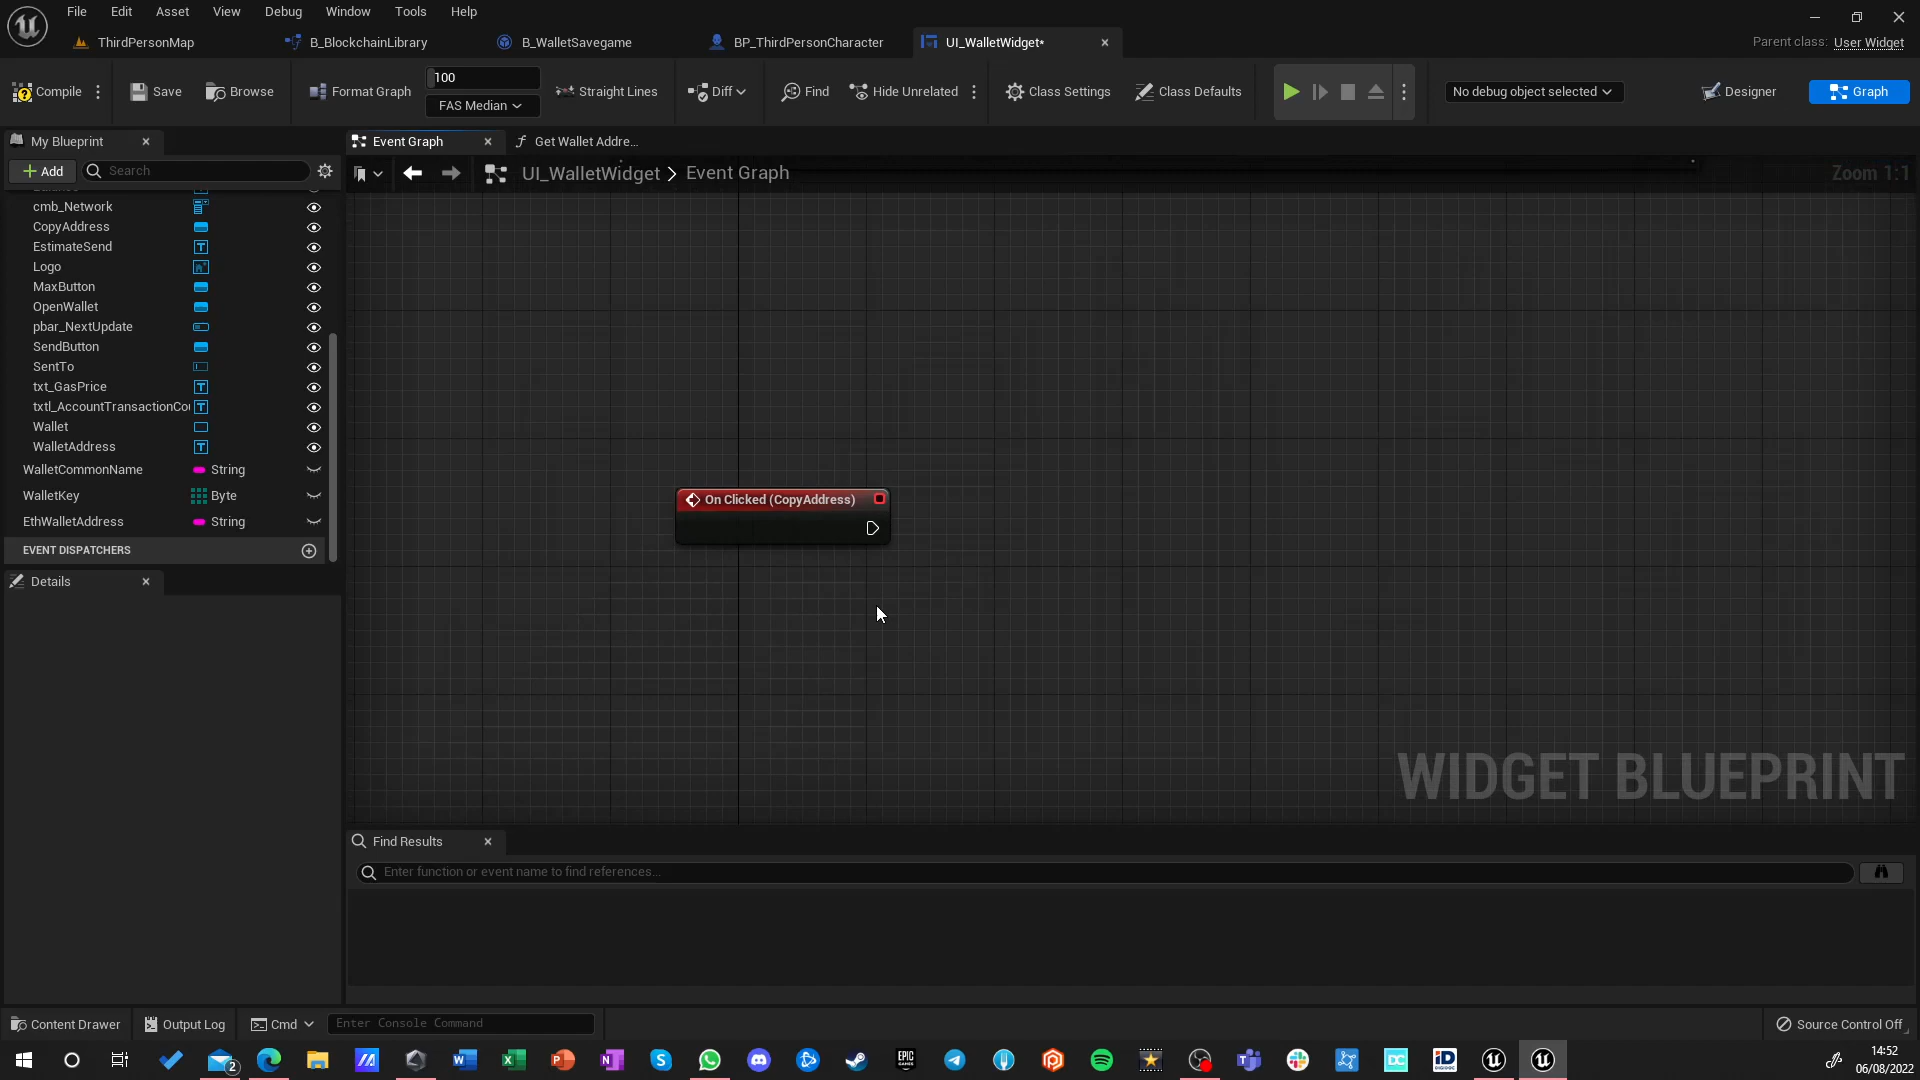 File Edit Asset View Debug Window Tools Help
ThirdPersonMap B_BlockchainLibrary B_WalletSavegame BP_ThirdPersonCharacter UI_WalletWidget*
Parent class: User Widget
Compile Save Browse Format Graph 100 FAS Median Straight Lines Diff Find Hide Unrelated Class Settings Class Defaults No debug object selected Designer Graph
My Blueprint
Add Search
Event Graph Get Wallet Addre...
UI_WalletWidget > Event Graph
Zoom 1:1
cmb_Network
CopyAddress
EstimateSend
Logo
MaxButton
OpenWallet
pbar_NextUpdate
SendButton
SentTo
txt_GasPrice
txtl_AccountTransactionCou
Wallet
WalletAddress
WalletCommonName String
WalletKey Byte
EthWalletAddress String
EVENT DISPATCHERS
Details
On Clicked (CopyAddress)
WIDGET BLUEPRINT
Find Results
Enter function or event name to find references...
Content Drawer Output Log Cmd Enter Console Command Source Control Off
2
14:52
06/08/2022